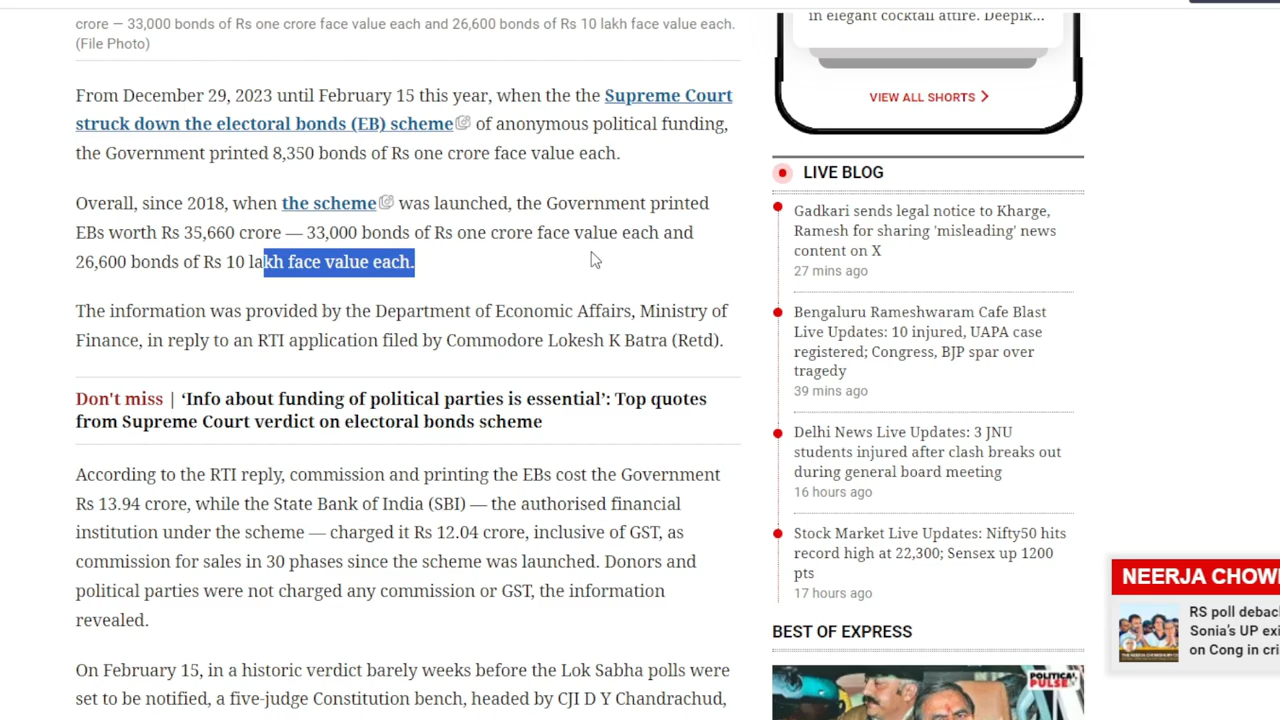 crore — 33,000 bonds of Rs one crore face value each and 26,600 bonds of Rs 10 lakh face value each.
(File Photo)
From December 29, 2023 until February 15 this year, when the the Supreme Court
struck down the electoral bonds (EB) scheme of anonymous political funding,
the Government printed 8,350 bonds of Rs one crore face value each.
Overall, since 2018, when the scheme was launched, the Government printed
EBs worth Rs 35,660 crore — 33,000 bonds of Rs one crore face value each and
26,600 bonds of Rs 10 lakh face value each.
The information was provided by the Department of Economic Affairs, Ministry of
Finance, in reply to an RTI application filed by Commodore Lokesh K Batra (Retd).
Don't miss | ‘Info about funding of political parties is essential’: Top quotes
from Supreme Court verdict on electoral bonds scheme
According to the RTI reply, commission and printing the EBs cost the Government
Rs 13.94 crore, while the State Bank of India (SBI) — the authorised financial
institution under the scheme — charged it Rs 12.04 crore, inclusive of GST, as
commission for sales in 30 phases since the scheme was launched. Donors and
political parties were not charged any commission or GST, the information
revealed.
On February 15, in a historic verdict barely weeks before the Lok Sabha polls were
set to be notified, a five-judge Constitution bench, headed by CJI D Y Chandrachud,
in elegant cocktail attire. Deepik...
VIEW ALL SHORTS
LIVE BLOG
Gadkari sends legal notice to Kharge,
Ramesh for sharing 'misleading' news
content on X
27 mins ago
Bengaluru Rameshwaram Cafe Blast
Live Updates: 10 injured, UAPA case
registered; Congress, BJP spar over
tragedy
39 mins ago
Delhi News Live Updates: 3 JNU
students injured after clash breaks out
during general board meeting
16 hours ago
Stock Market Live Updates: Nifty50 hits
record high at 22,300; Sensex up 1200
pts
17 hours ago
BEST OF EXPRESS
POLITICAL
PULSE
NEERJA CHOW
RS poll debac
Sonia's UP exi
on Cong in cri